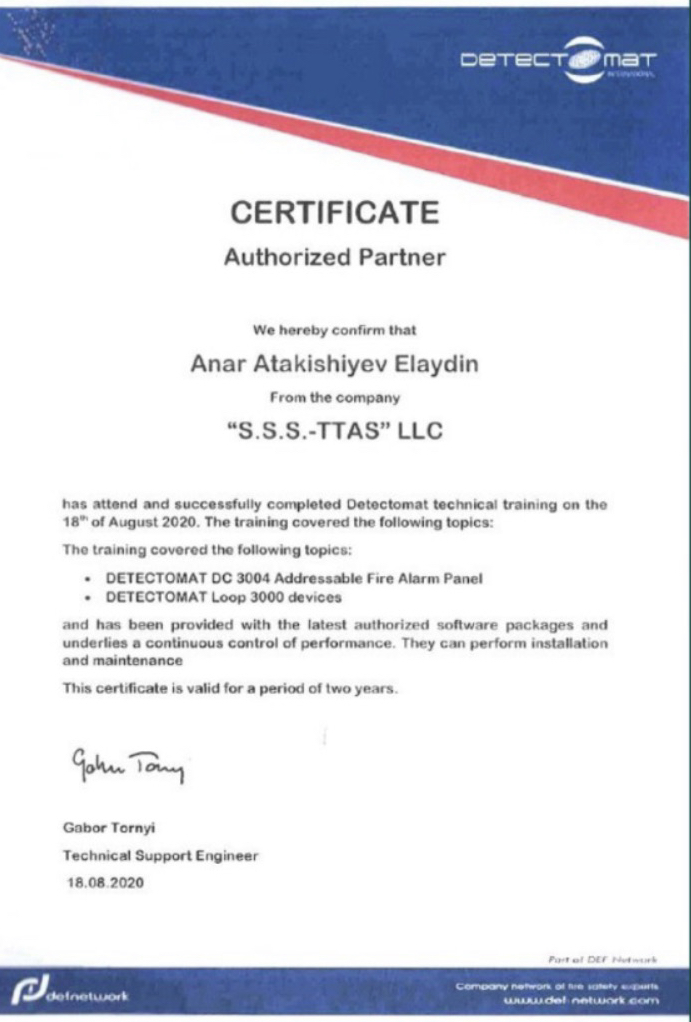 DETECTOMAT
INTERNATIONAL
CERTIFICATE
Authorized Partner
We hereby confirm that
Anar Atakishiyev Elaydin
From the company
“S.S.S.-TTAS” LLC
has attend and successfully completed Detectomat technical training on the
18th of August 2020. The training covered the following topics:
The training covered the following topics:
• DETECTOMAT DC 3004 Addressable Fire Alarm Panel
• DETECTOMAT Loop 3000 devices
and has been provided with the latest authorized software packages and
underlies a continuous control of performance. They can perform installation
and maintenance
This certificate is valid for a period of two years.
Gabor Tornyi
Technical Support Engineer
18.08.2020
Part of DEF Network
defnetwork
Company network of fire safety experts
www.def-network.com